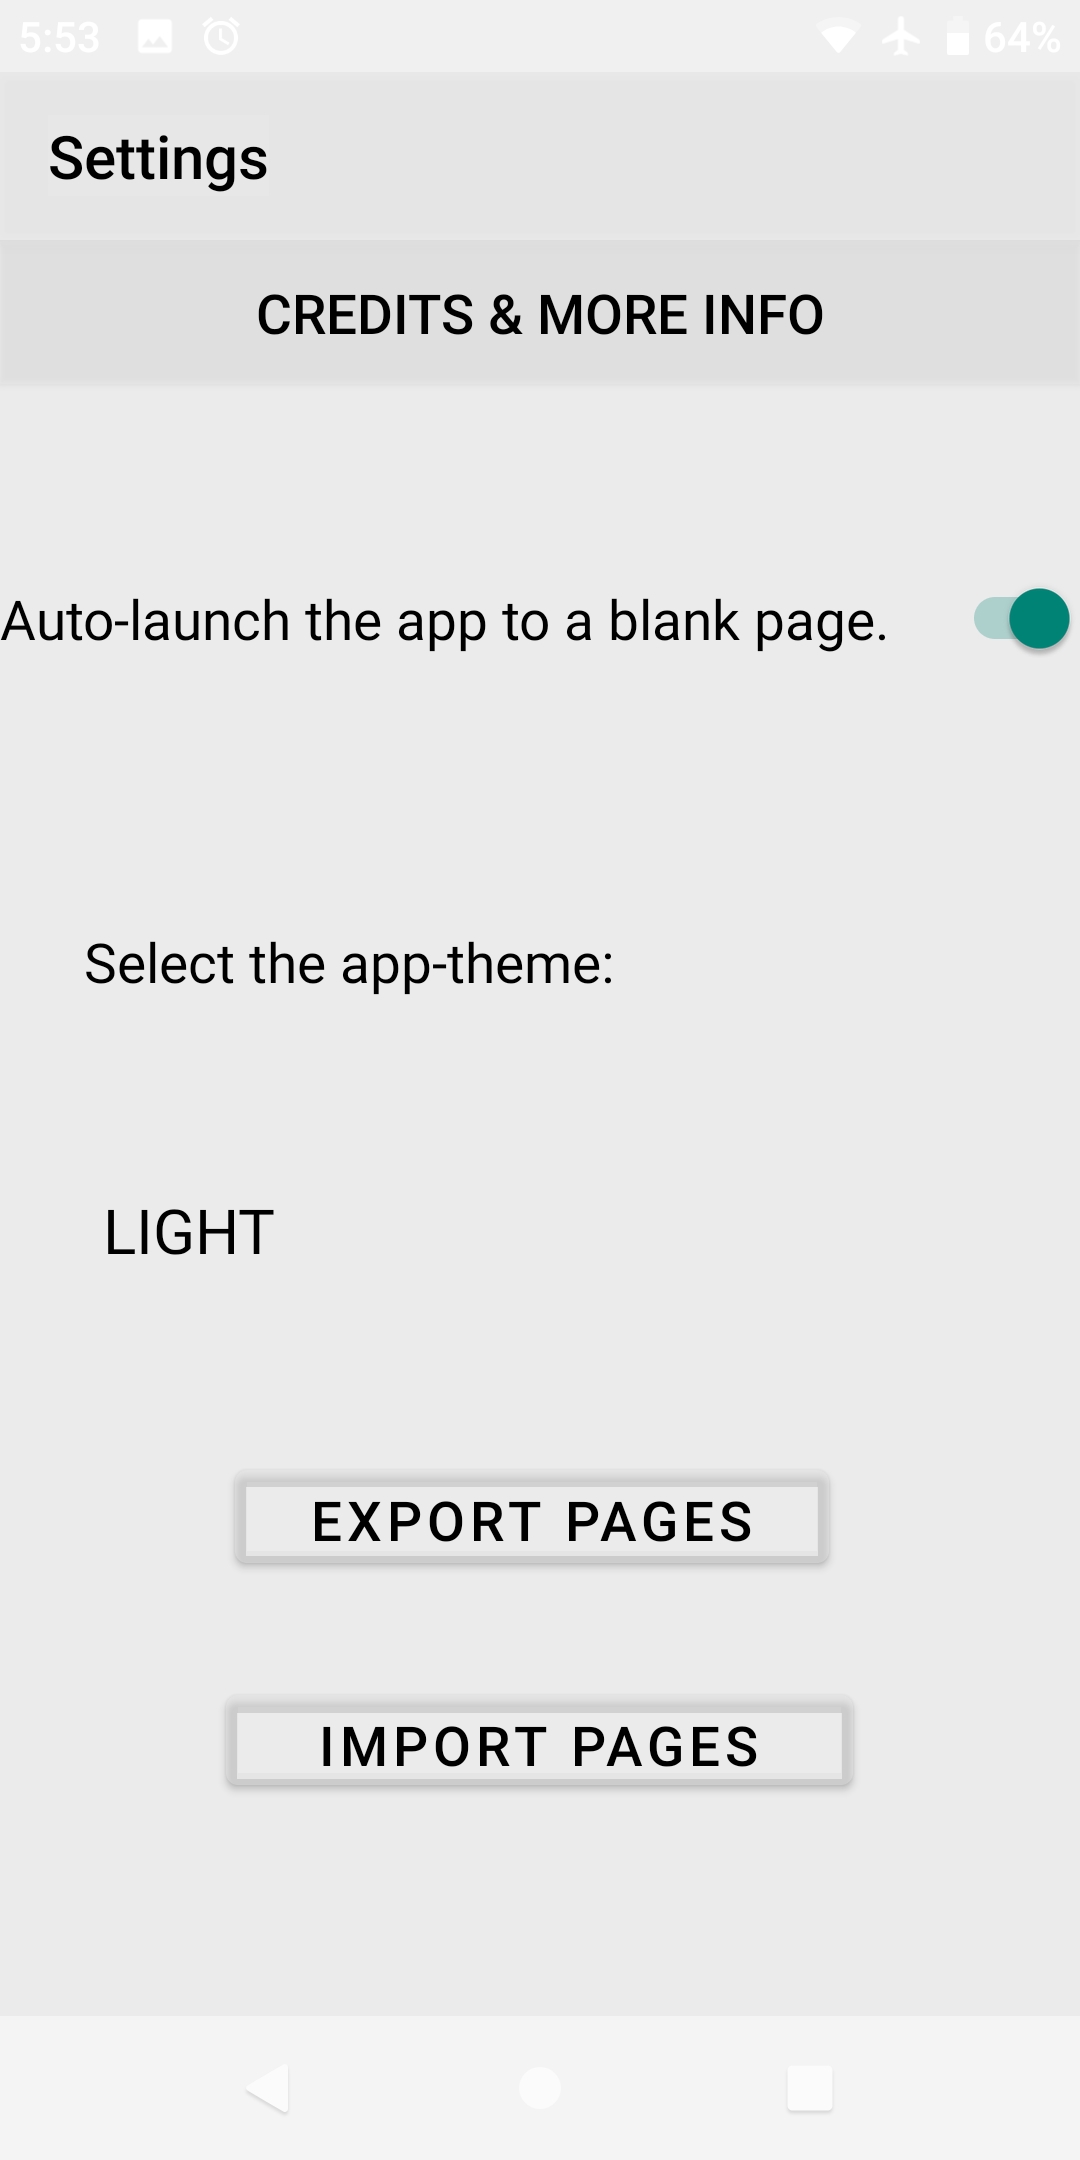 5:53 64%
Settings
CREDITS & MORE INFO
Auto-launch the app to a blank page.
Select the app-theme:
LIGHT
EXPORT PAGES
IMPORT PAGES